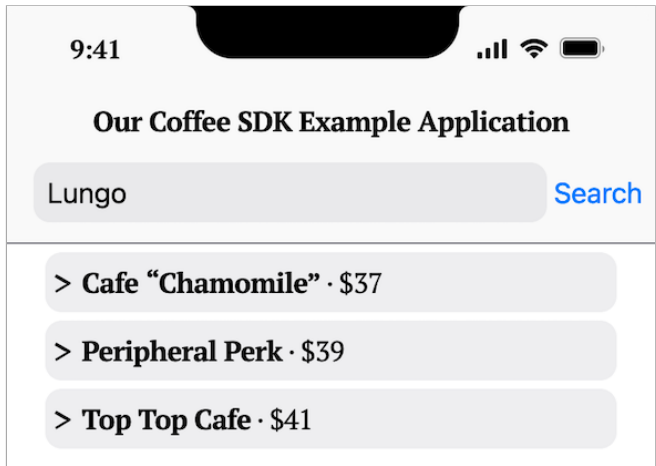 9:41
Our Coffee SDK Example Application
Lungo Search
> Cafe “Chamomile” · $37
> Peripheral Perk · $39
> Top Top Cafe · $41